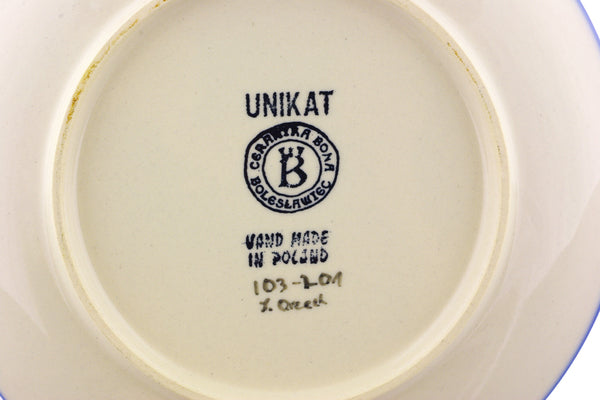 UNIKAT
CERAMIKA BONA
B
BOLESŁAWIEC
HAND MADE
IN POLAND
103-201